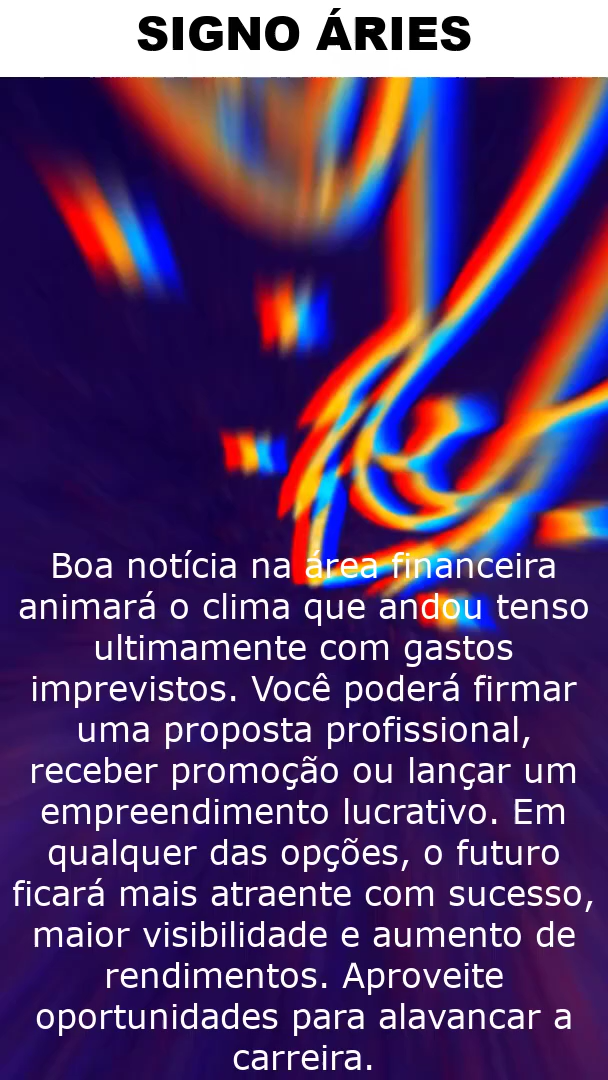 SIGNO ÁRIES
Boa notícia na área financeira
animará o clima que andou tenso
ultimamente com gastos
imprevistos. Você poderá firmar
uma proposta profissional,
receber promoção ou lançar um
empreendimento lucrativo. Em
qualquer das opções, o futuro
ficará mais atraente com sucesso,
maior visibilidade e aumento de
rendimentos. Aproveite
oportunidades para alavancar a
carreira.